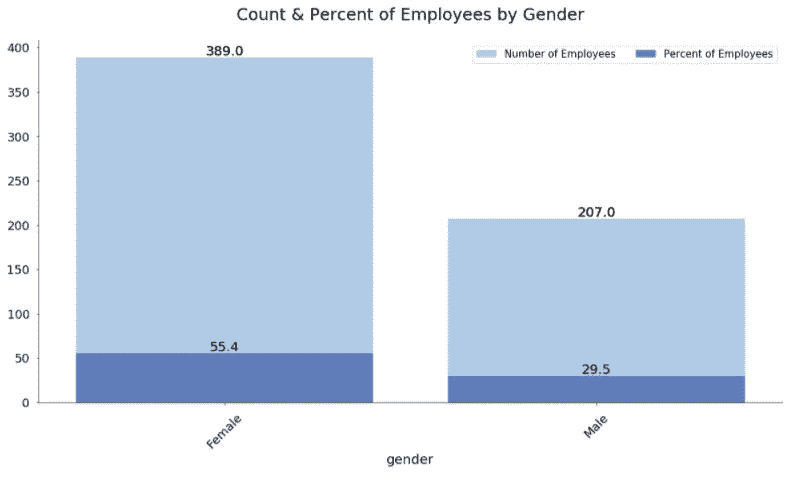 Count & Percent of Employees by Gender
Number of Employees
Percent of Employees
400
350
300
250
200
150
100
50
0
389.0
55.4
207.0
29.5
Female
Male
gender